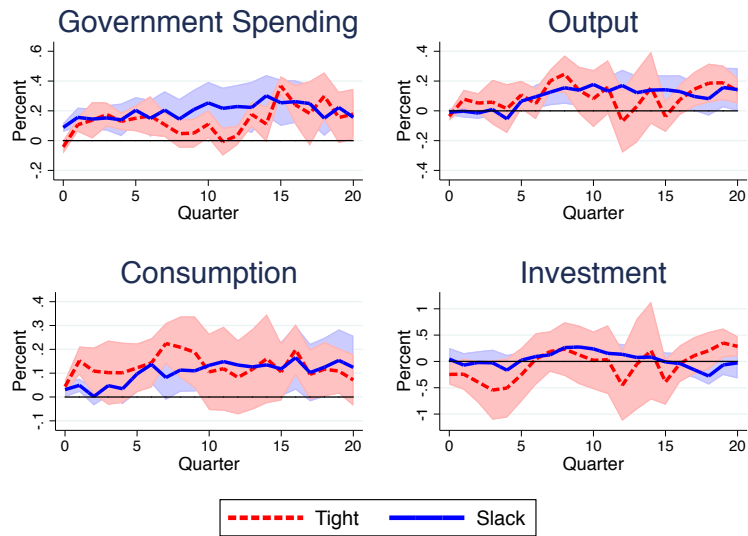 Government Spending
Percent
.6
.4
.2
0
-.2
0 5 10 15 20
Quarter
Output
Percent
.4
.2
0
-.2
-.4
0 5 10 15 20
Quarter
Consumption
Percent
.4
.3
.2
.1
0
-.1
0 5 10 15 20
Quarter
Investment
Percent
1
.5
0
-.5
-1
0 5 10 15 20
Quarter
Tight Slack